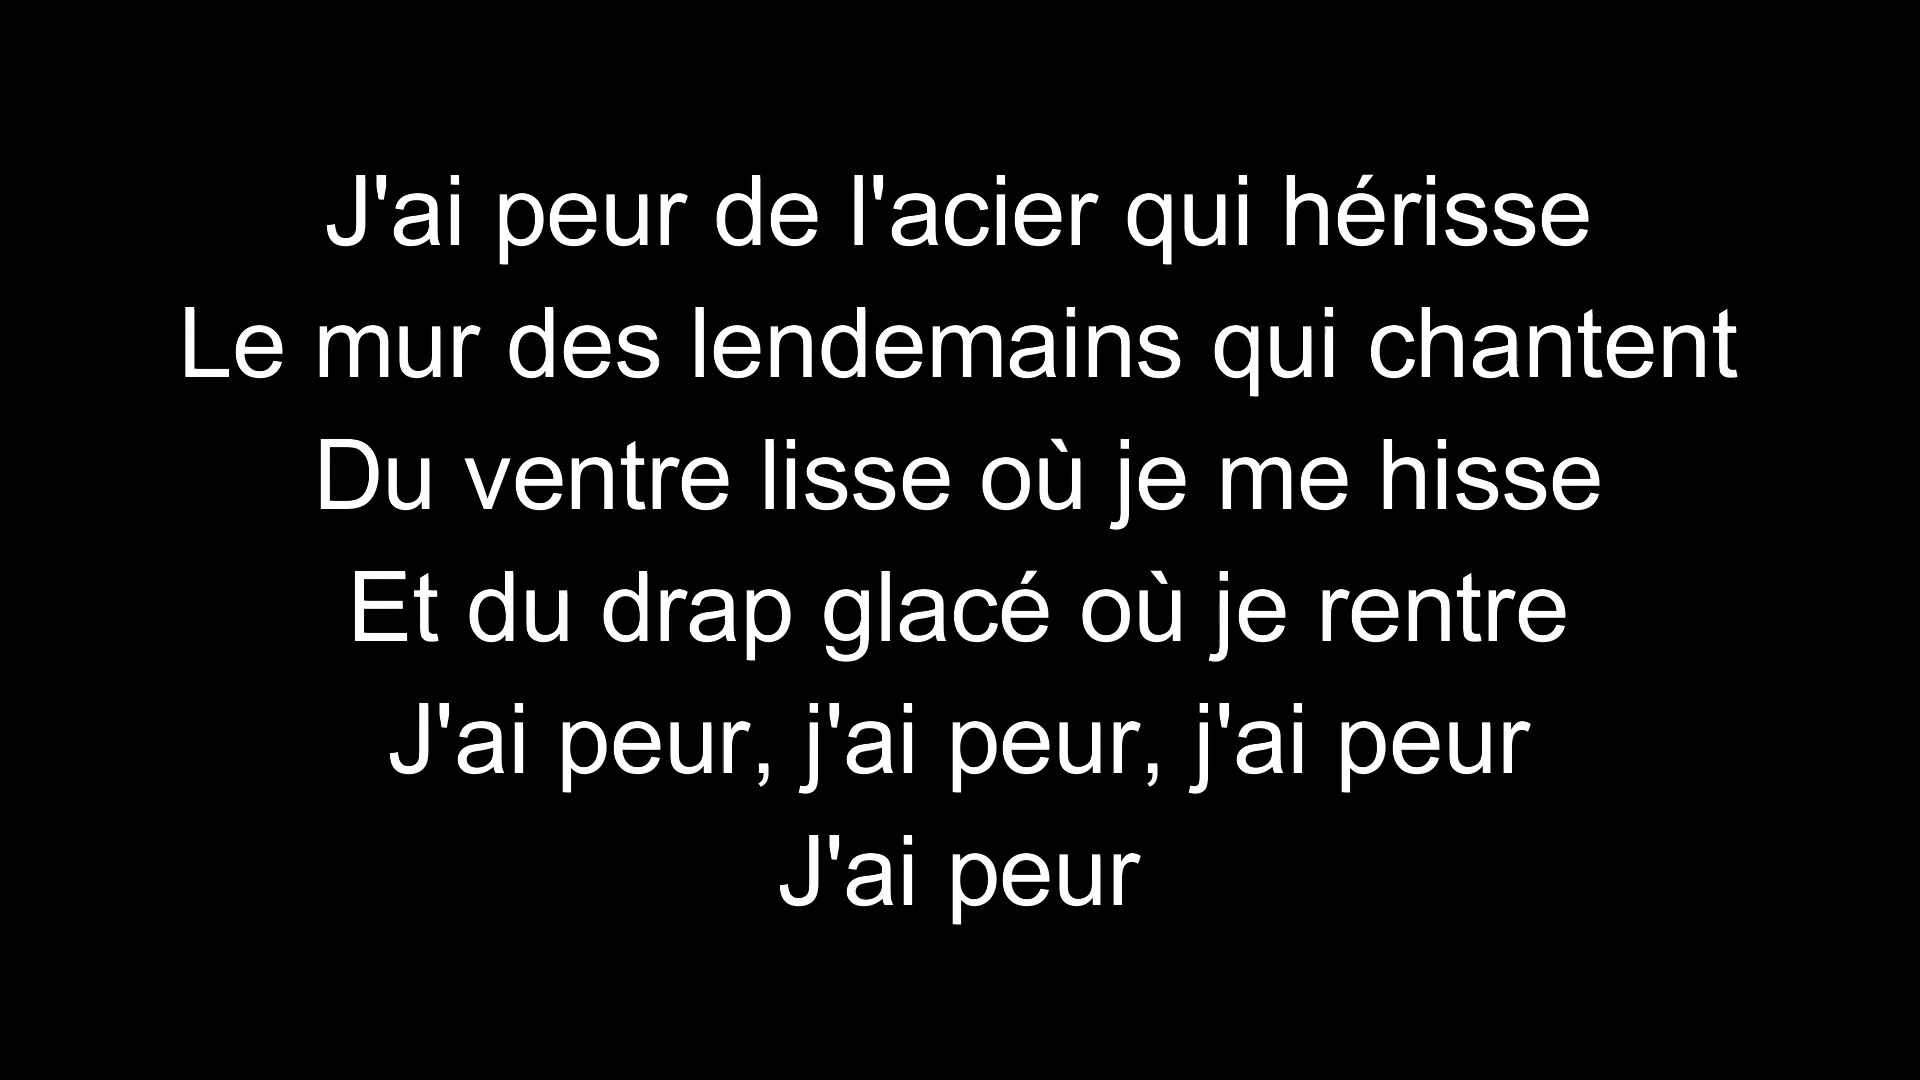 J'ai peur de l'acier qui hérisse
Le mur des lendemains qui chantent
Du ventre lisse où je me hisse
Et du drap glacé où je rentre
J'ai peur, j'ai peur, j'ai peur
J'ai peur